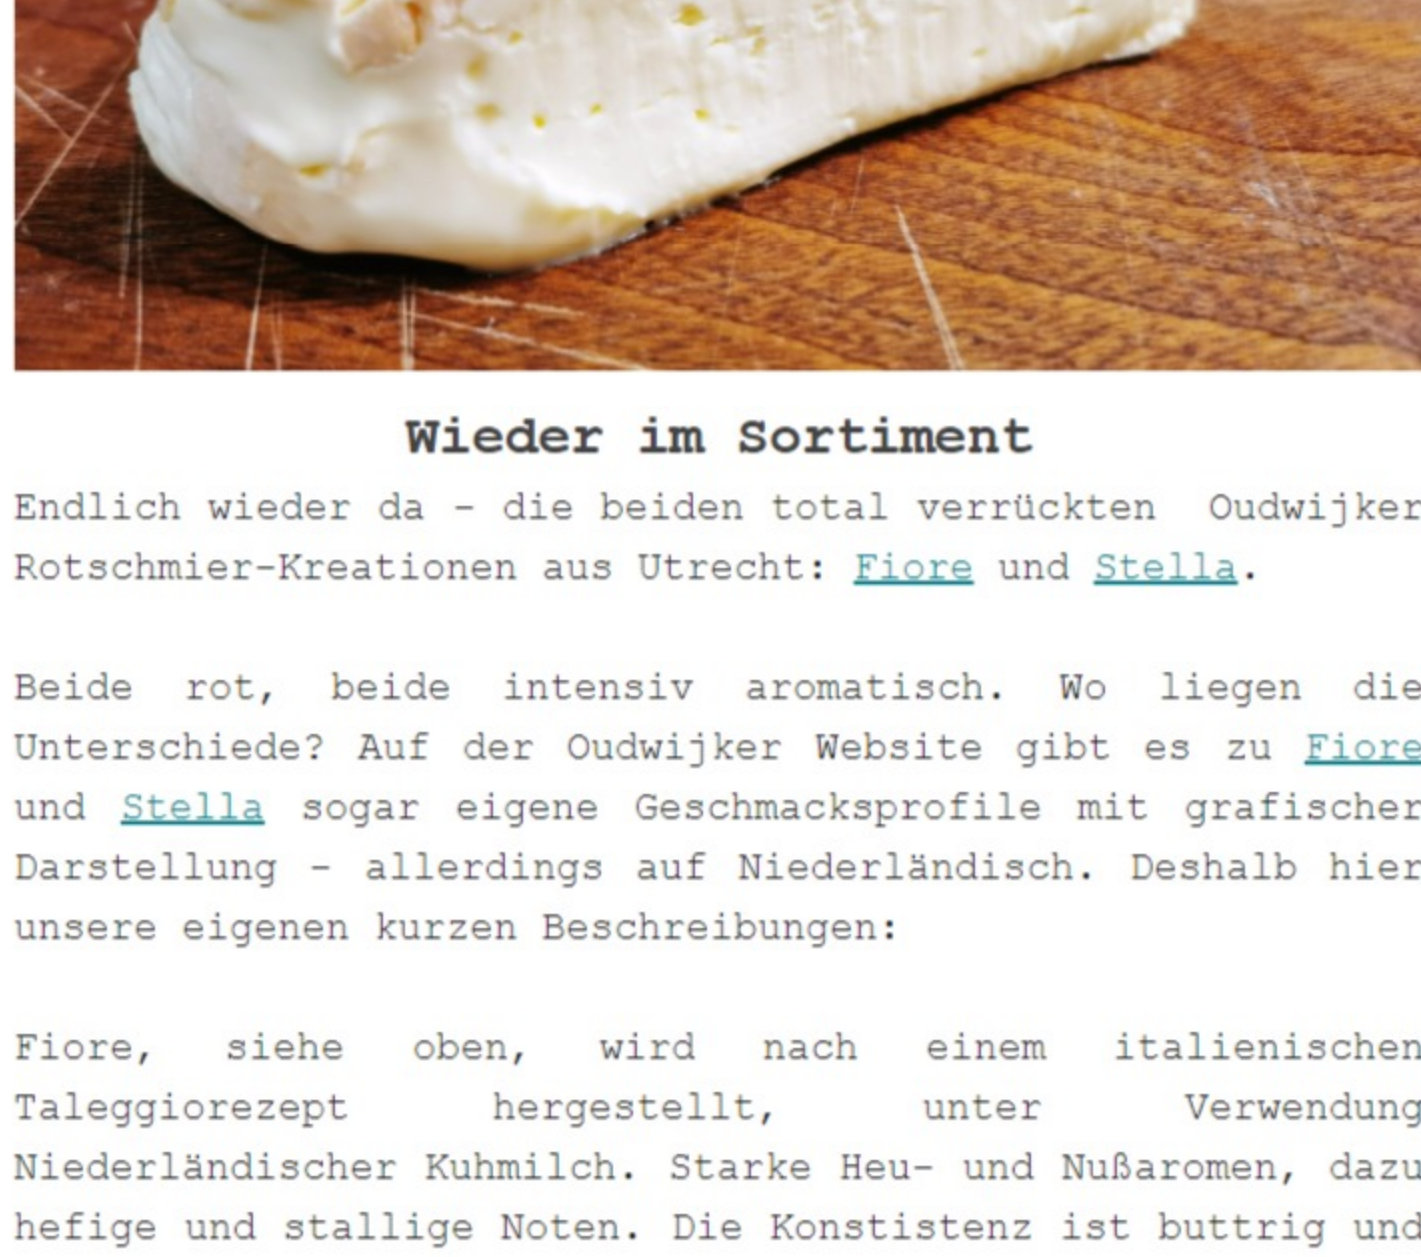 Wieder im Sortiment
Endlich wieder da - die beiden total verrückten Oudwijker
Rotschmier-Kreationen aus Utrecht: Fiore und Stella.
Beide rot, beide intensiv aromatisch. Wo liegen die
Unterschiede? Auf der Oudwijker Website gibt es zu Fiore
und Stella sogar eigene Geschmacksprofile mit grafischer
Darstellung - allerdings auf Niederländisch. Deshalb hier
unsere eigenen kurzen Beschreibungen:
Fiore, siehe oben, wird nach einem italienischen
Taleggiorezept hergestellt, unter Verwendung
Niederländischer Kuhmilch. Starke Heu- und Nußaromen, dazu
hefige und stallige Noten. Die Konstistenz ist buttrig und